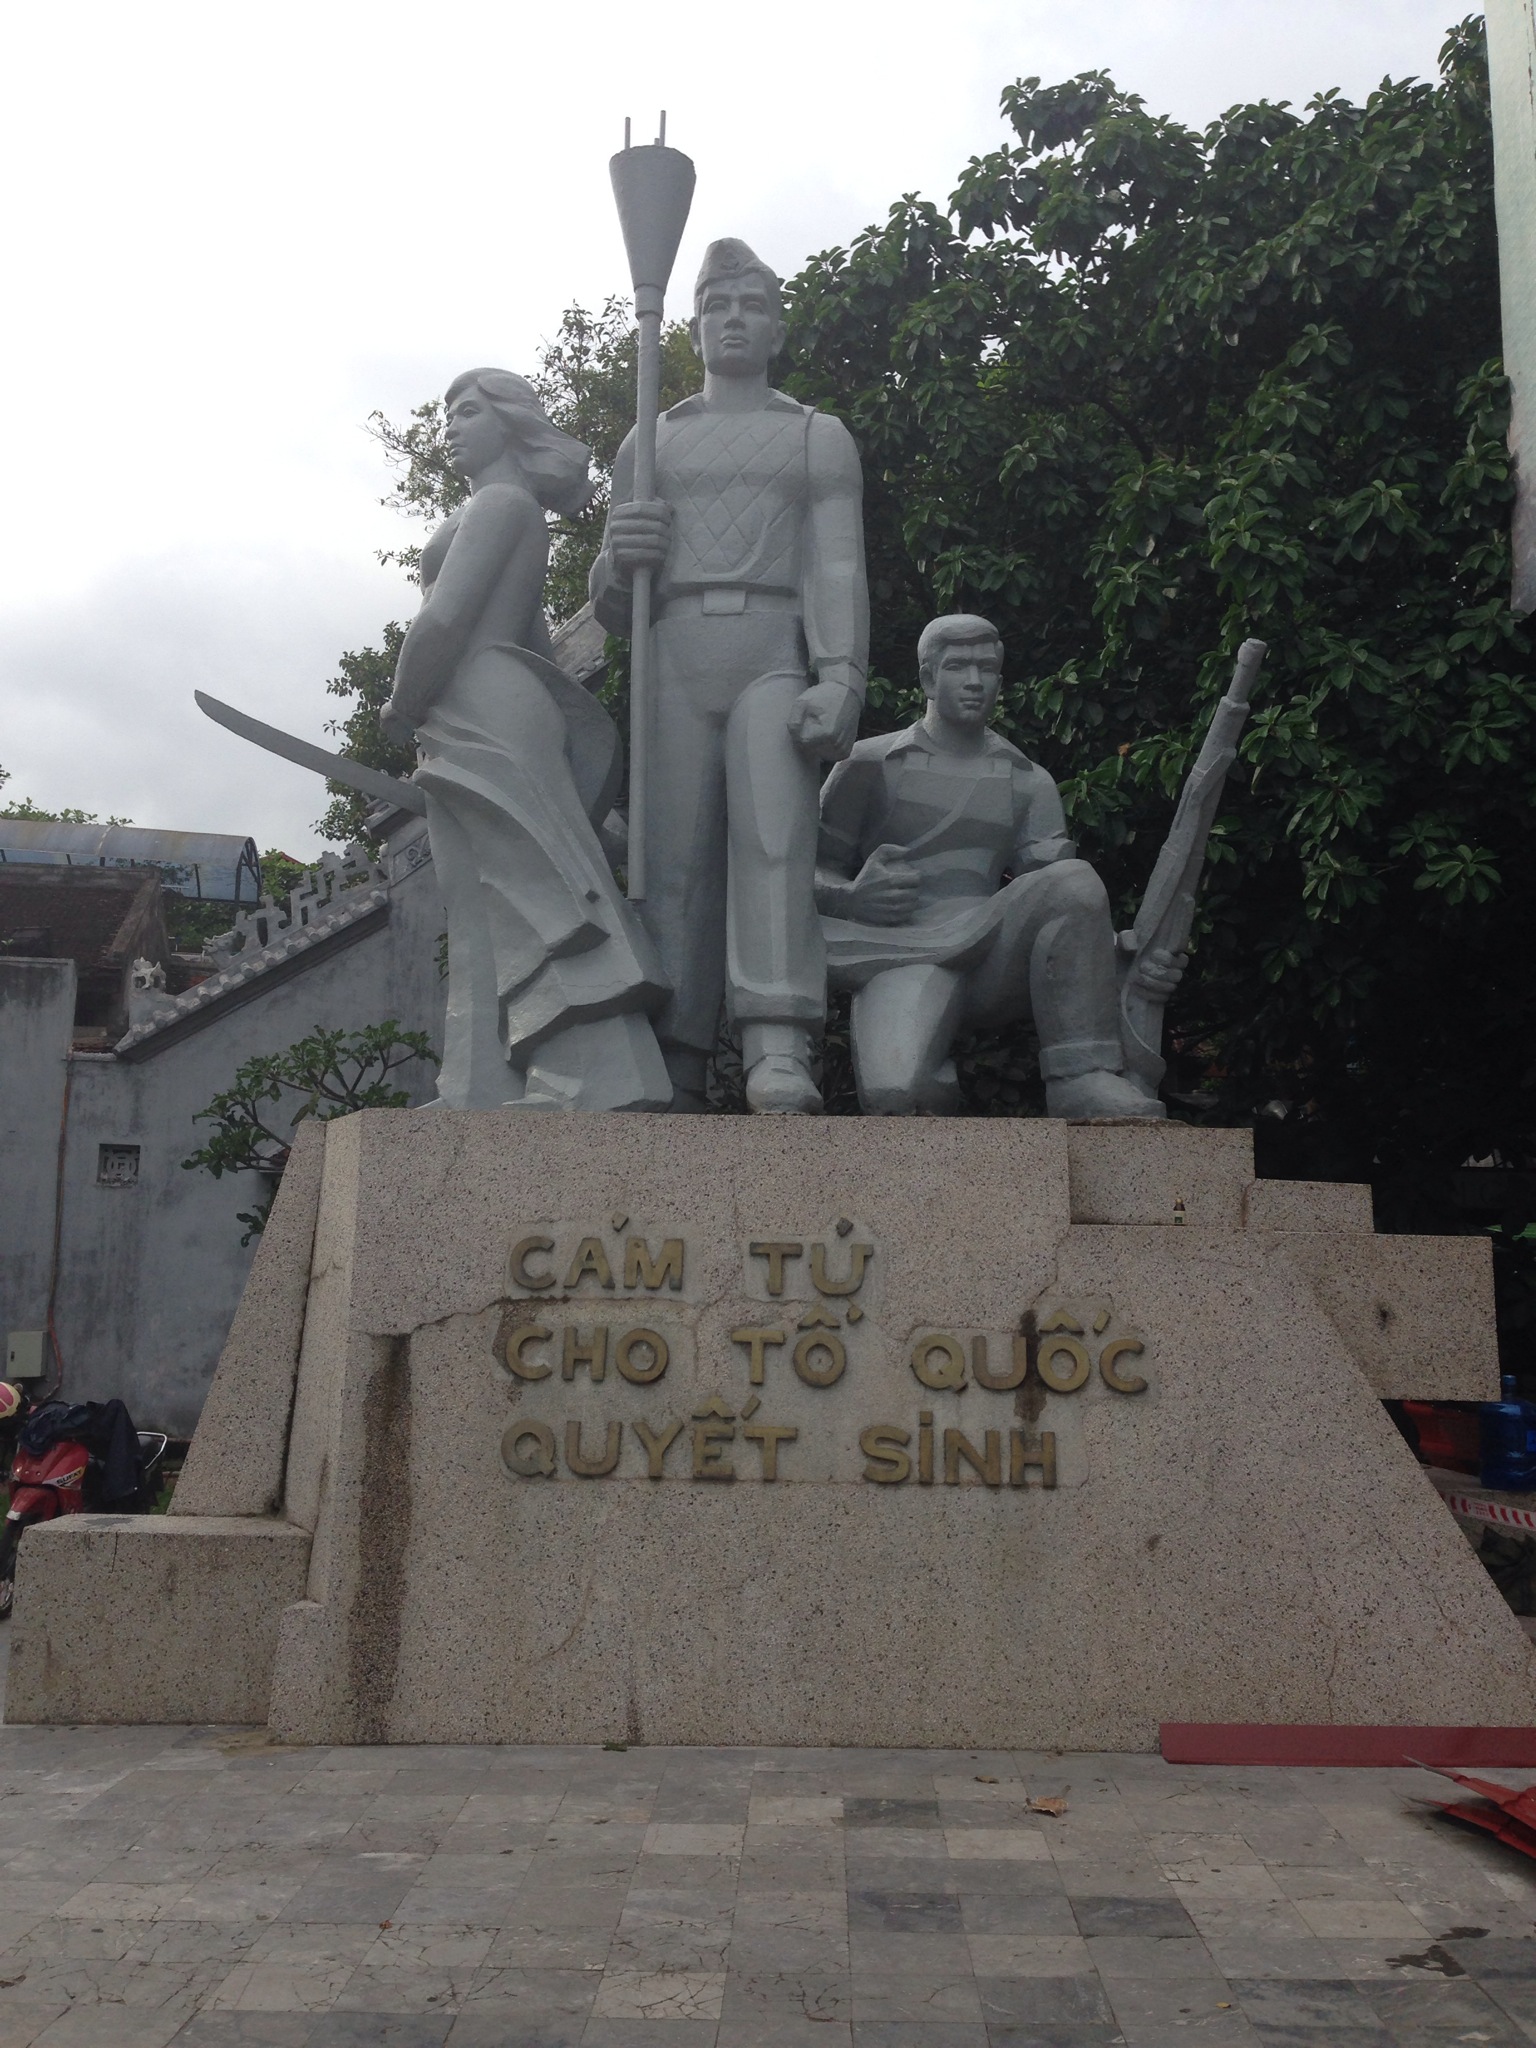 CẢM TỬ
CHO TỔ QUỐC
QUYẾT SINH